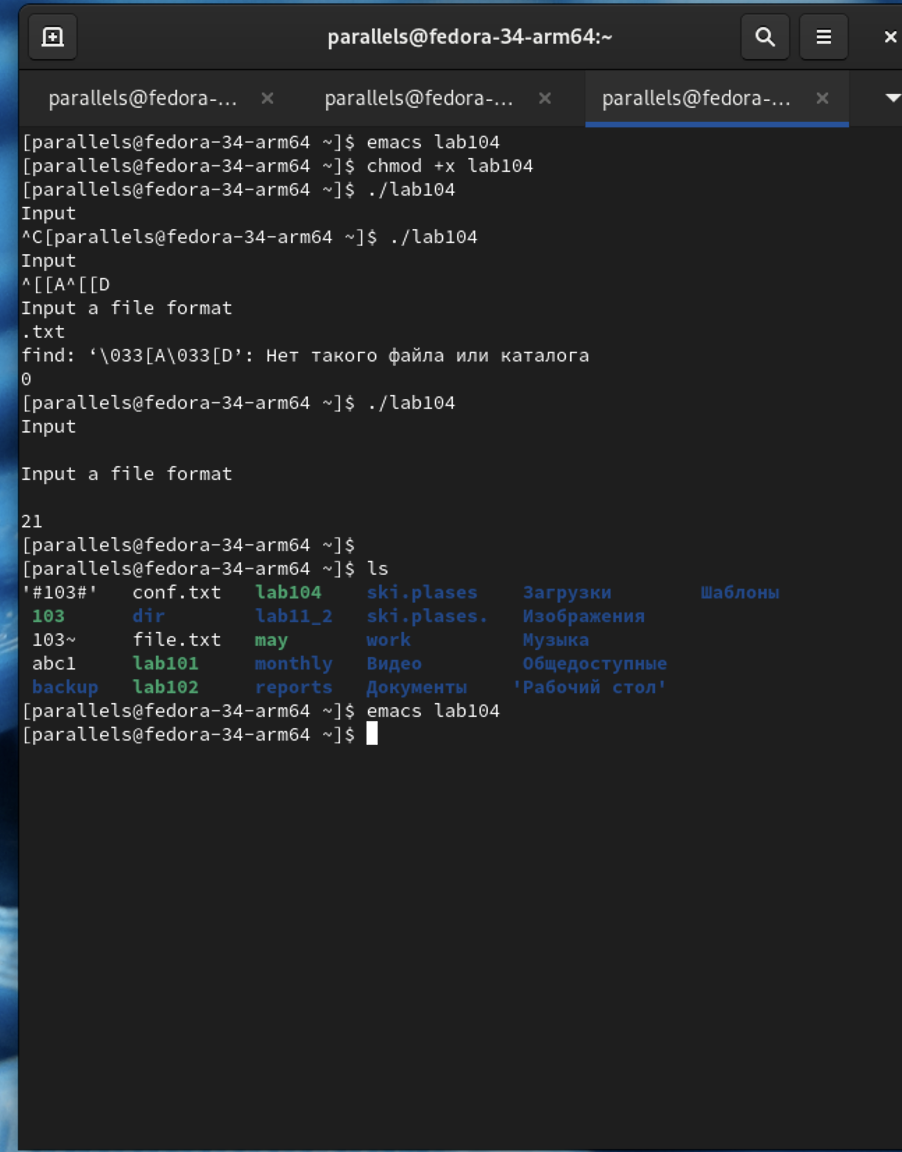 parallels@fedora-34-arm64:~
parallels@fedora-... parallels@fedora-... parallels@fedora-...
[parallels@fedora-34-arm64 ~]$ emacs lab104
[parallels@fedora-34-arm64 ~]$ chmod +x lab104
[parallels@fedora-34-arm64 ~]$ ./lab104
Input
^C[parallels@fedora-34-arm64 ~]$ ./lab104
Input
^[[A^[[D
Input a file format
.txt
find: ‘\033[A\033[D’: Нет такого файла или каталога
0
[parallels@fedora-34-arm64 ~]$ ./lab104
Input
Input a file format
21
[parallels@fedora-34-arm64 ~]$
[parallels@fedora-34-arm64 ~]$ ls
'#103#' conf.txt lab104 ski.plases Загрузки Шаблоны
103 dir lab11_2 ski.plases. Изображения
103~ file.txt may work Музыка
abc1 lab101 monthly Видео Общедоступные
backup lab102 reports Документы 'Рабочий стол'
[parallels@fedora-34-arm64 ~]$ emacs lab104
[parallels@fedora-34-arm64 ~]$